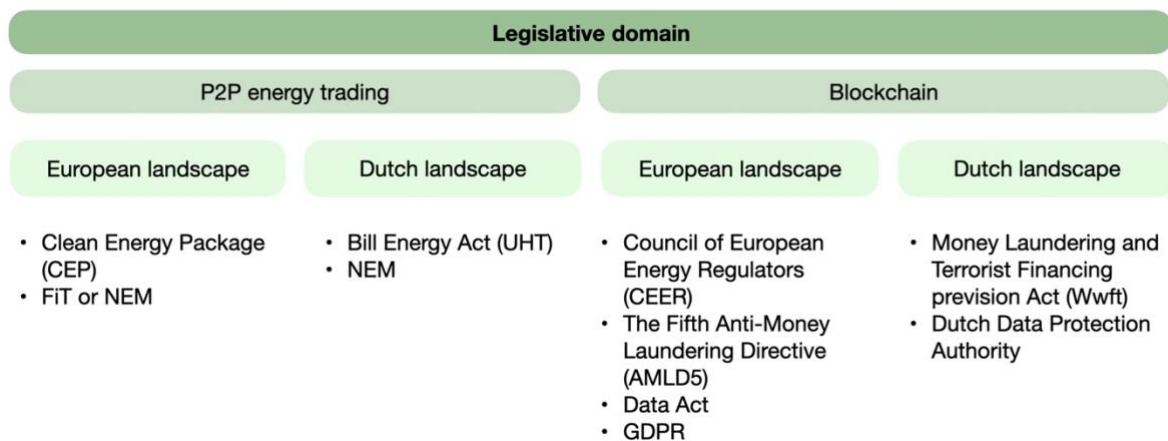 Legislative domain
P2P energy trading
Blockchain
European landscape
Dutch landscape
European landscape
Dutch landscape
• Clean Energy Package
(CEP)
• FiT or NEM
• Bill Energy Act (UHT)
• NEM
• Council of European
Energy Regulators
(CEER)
• The Fifth Anti-Money
Laundering Directive
(AMLD5)
• Data Act
• GDPR
• Money Laundering and
Terrorist Financing
prevision Act (Wwft)
• Dutch Data Protection
Authority